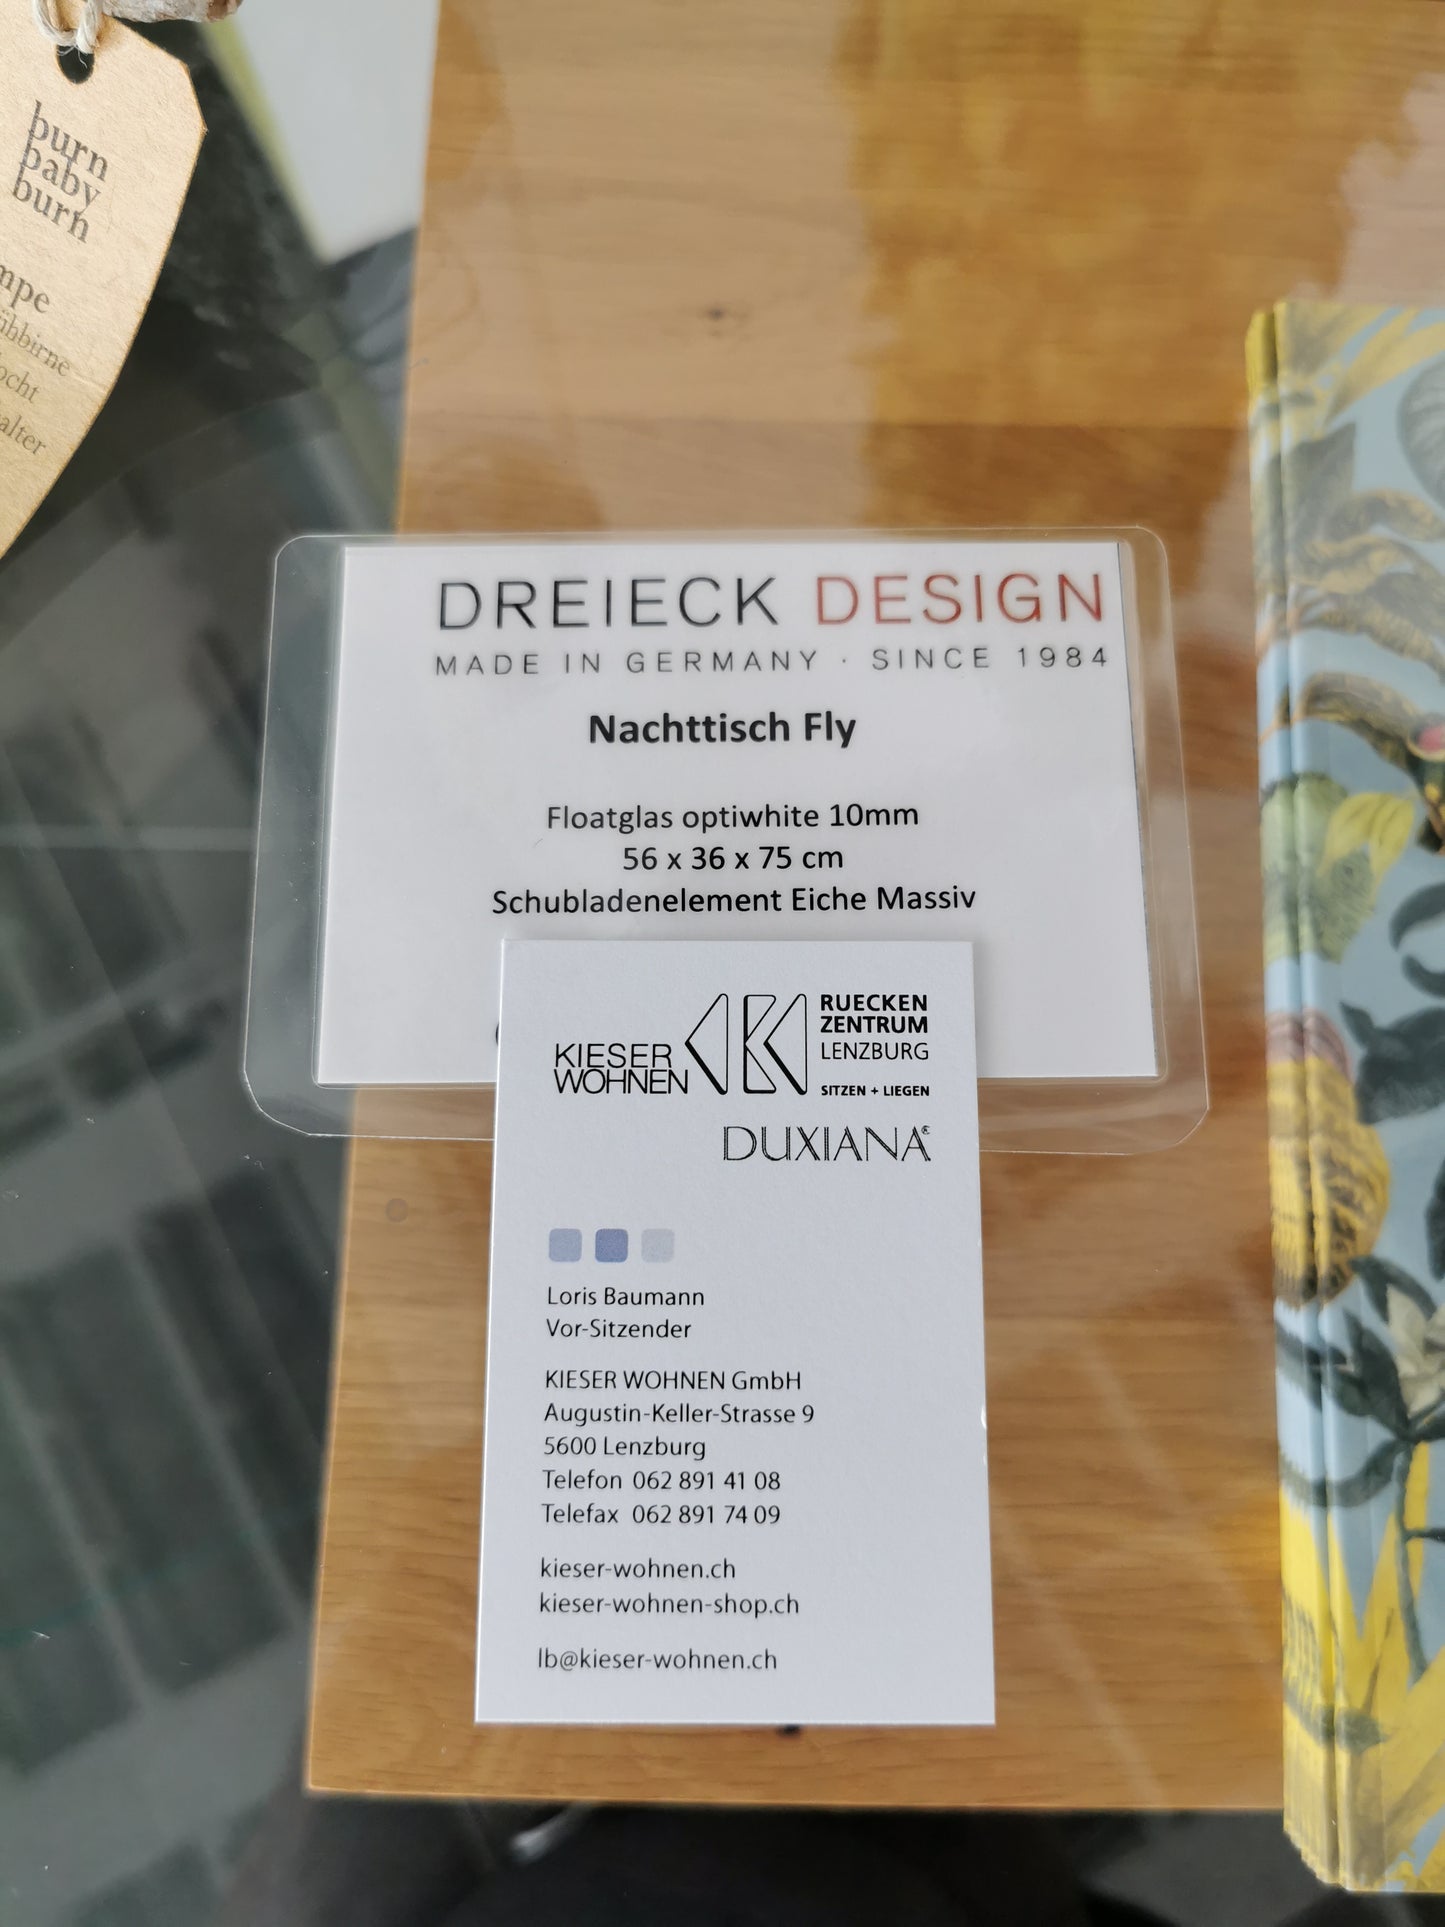 burn
baby
burn
DREIECK DESIGN
MADE IN GERMANY · SINCE 1984
Nachttisch Fly
Floatglas optiwhite 10mm
56 x 36 x 75 cm
Schubladenelement Eiche Massiv
KIESER
WOHNEN
RUECKEN
ZENTRUM
LENZBURG
SITZEN + LIEGEN
DUXIANA®
Loris Baumann
Vor-Sitzender
KIESER WOHNEN GmbH
Augustin-Keller-Strasse 9
5600 Lenzburg
Telefon 062 891 41 08
Telefax 062 891 74 09
kieser-wohnen.ch
kieser-wohnen-shop.ch
lb@kieser-wohnen.ch